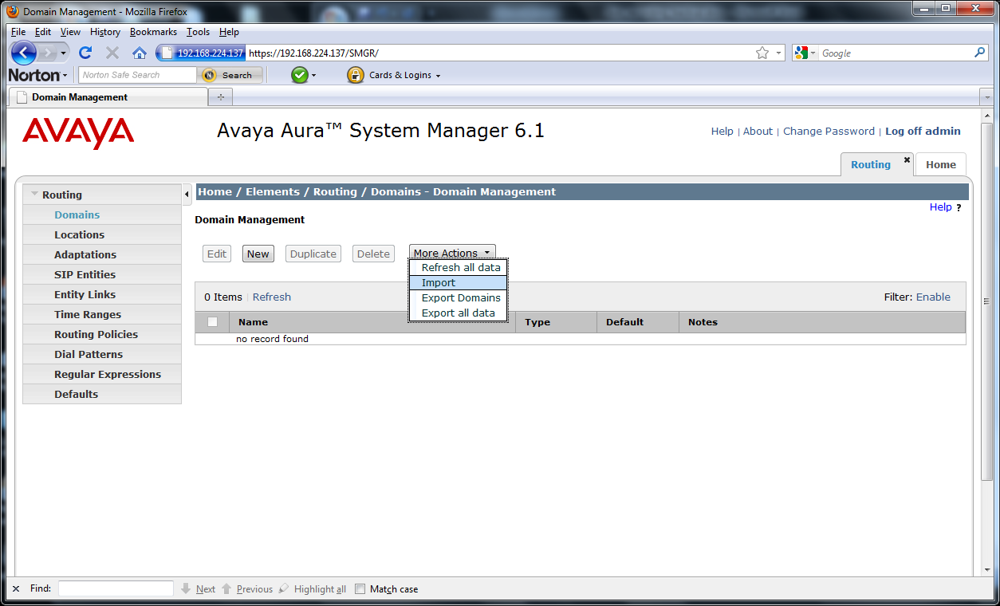 Domain Management - Mozilla Firefox
File Edit View History Bookmarks Tools Help
192.168.224.137 https://192.168.224.137/SMGR/ Google
Norton Norton Safe Search Search Cards & Logins
Domain Management
AVAYA Avaya Aura™ System Manager 6.1 Help | About | Change Password | Log off admin
Routing Home
Routing
Domains
Locations
Adaptations
SIP Entities
Entity Links
Time Ranges
Routing Policies
Dial Patterns
Regular Expressions
Defaults
Home / Elements / Routing / Domains - Domain Management
Help ?
Domain Management
Edit New Duplicate Delete More Actions
Refresh all data
Import
Export Domains
Export all data
0 Items | Refresh Filter: Enable
Name Type Default Notes
no record found
x Find: Next Previous Highlight all Match case